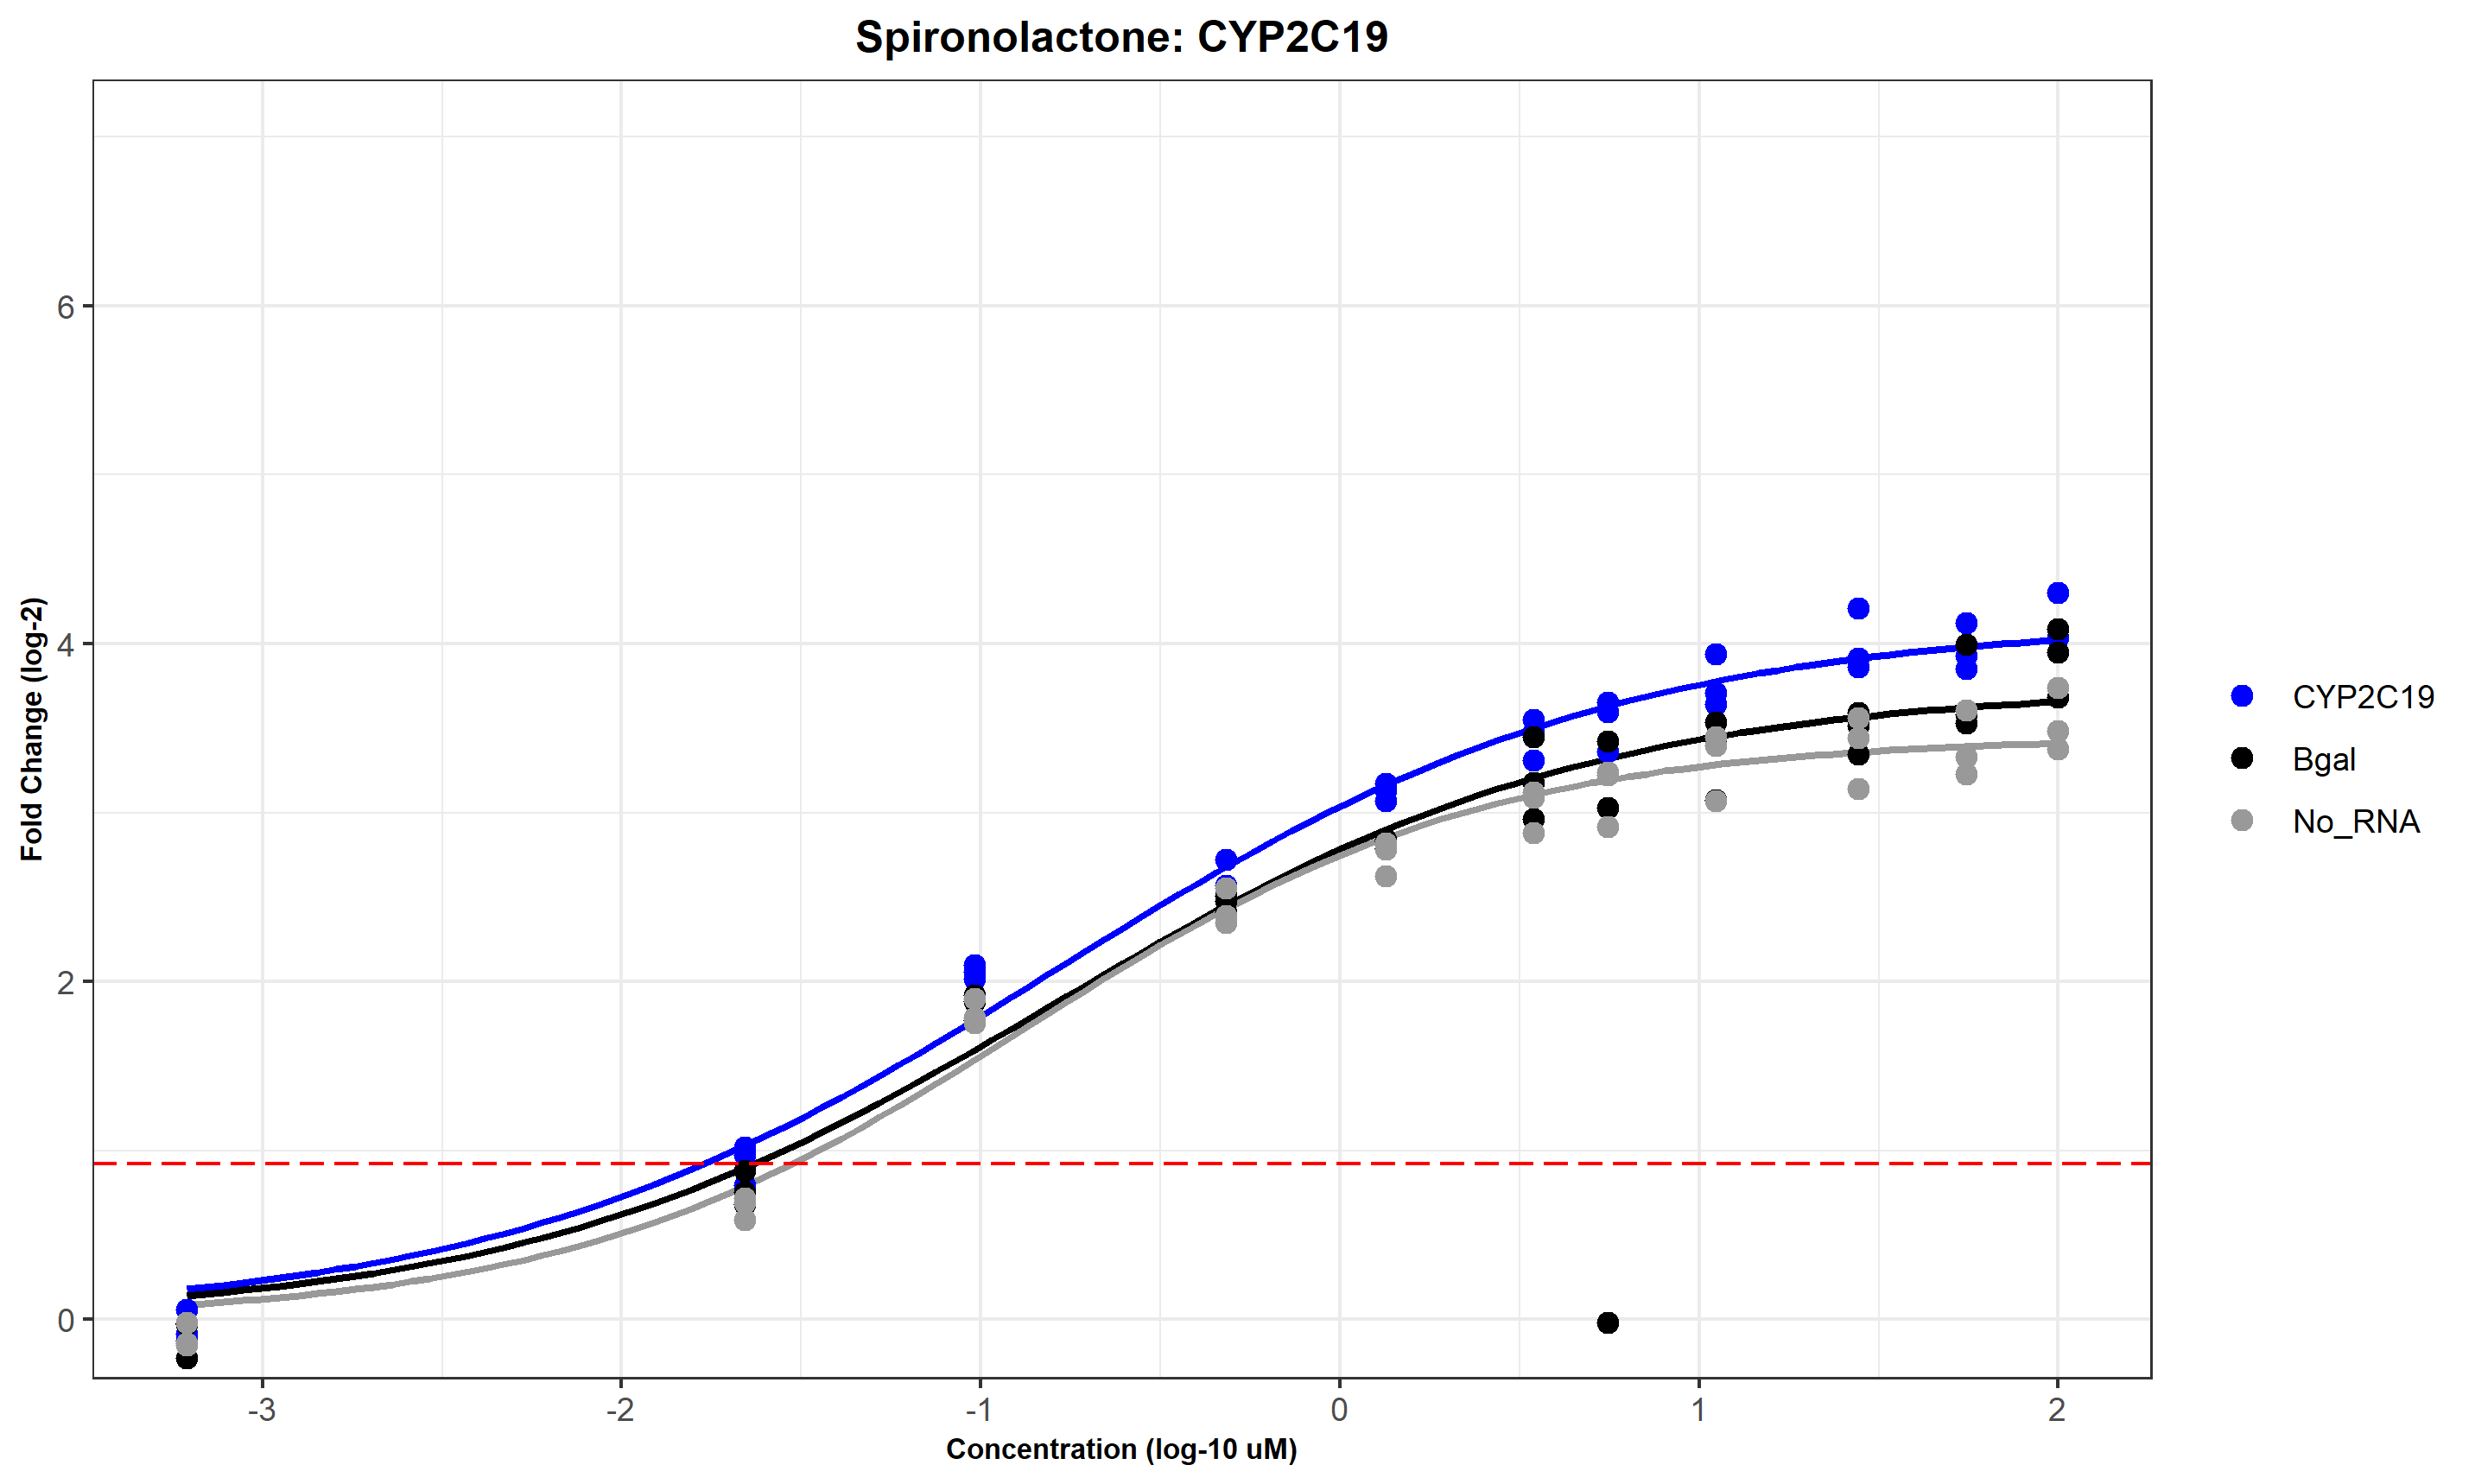 Spironolactone: CYP2C19
Fold Change (log-2)
6
4
2
0
-3 -2 -1 0 1 2
Concentration (log-10 uM)
CYP2C19
Bgal
No_RNA